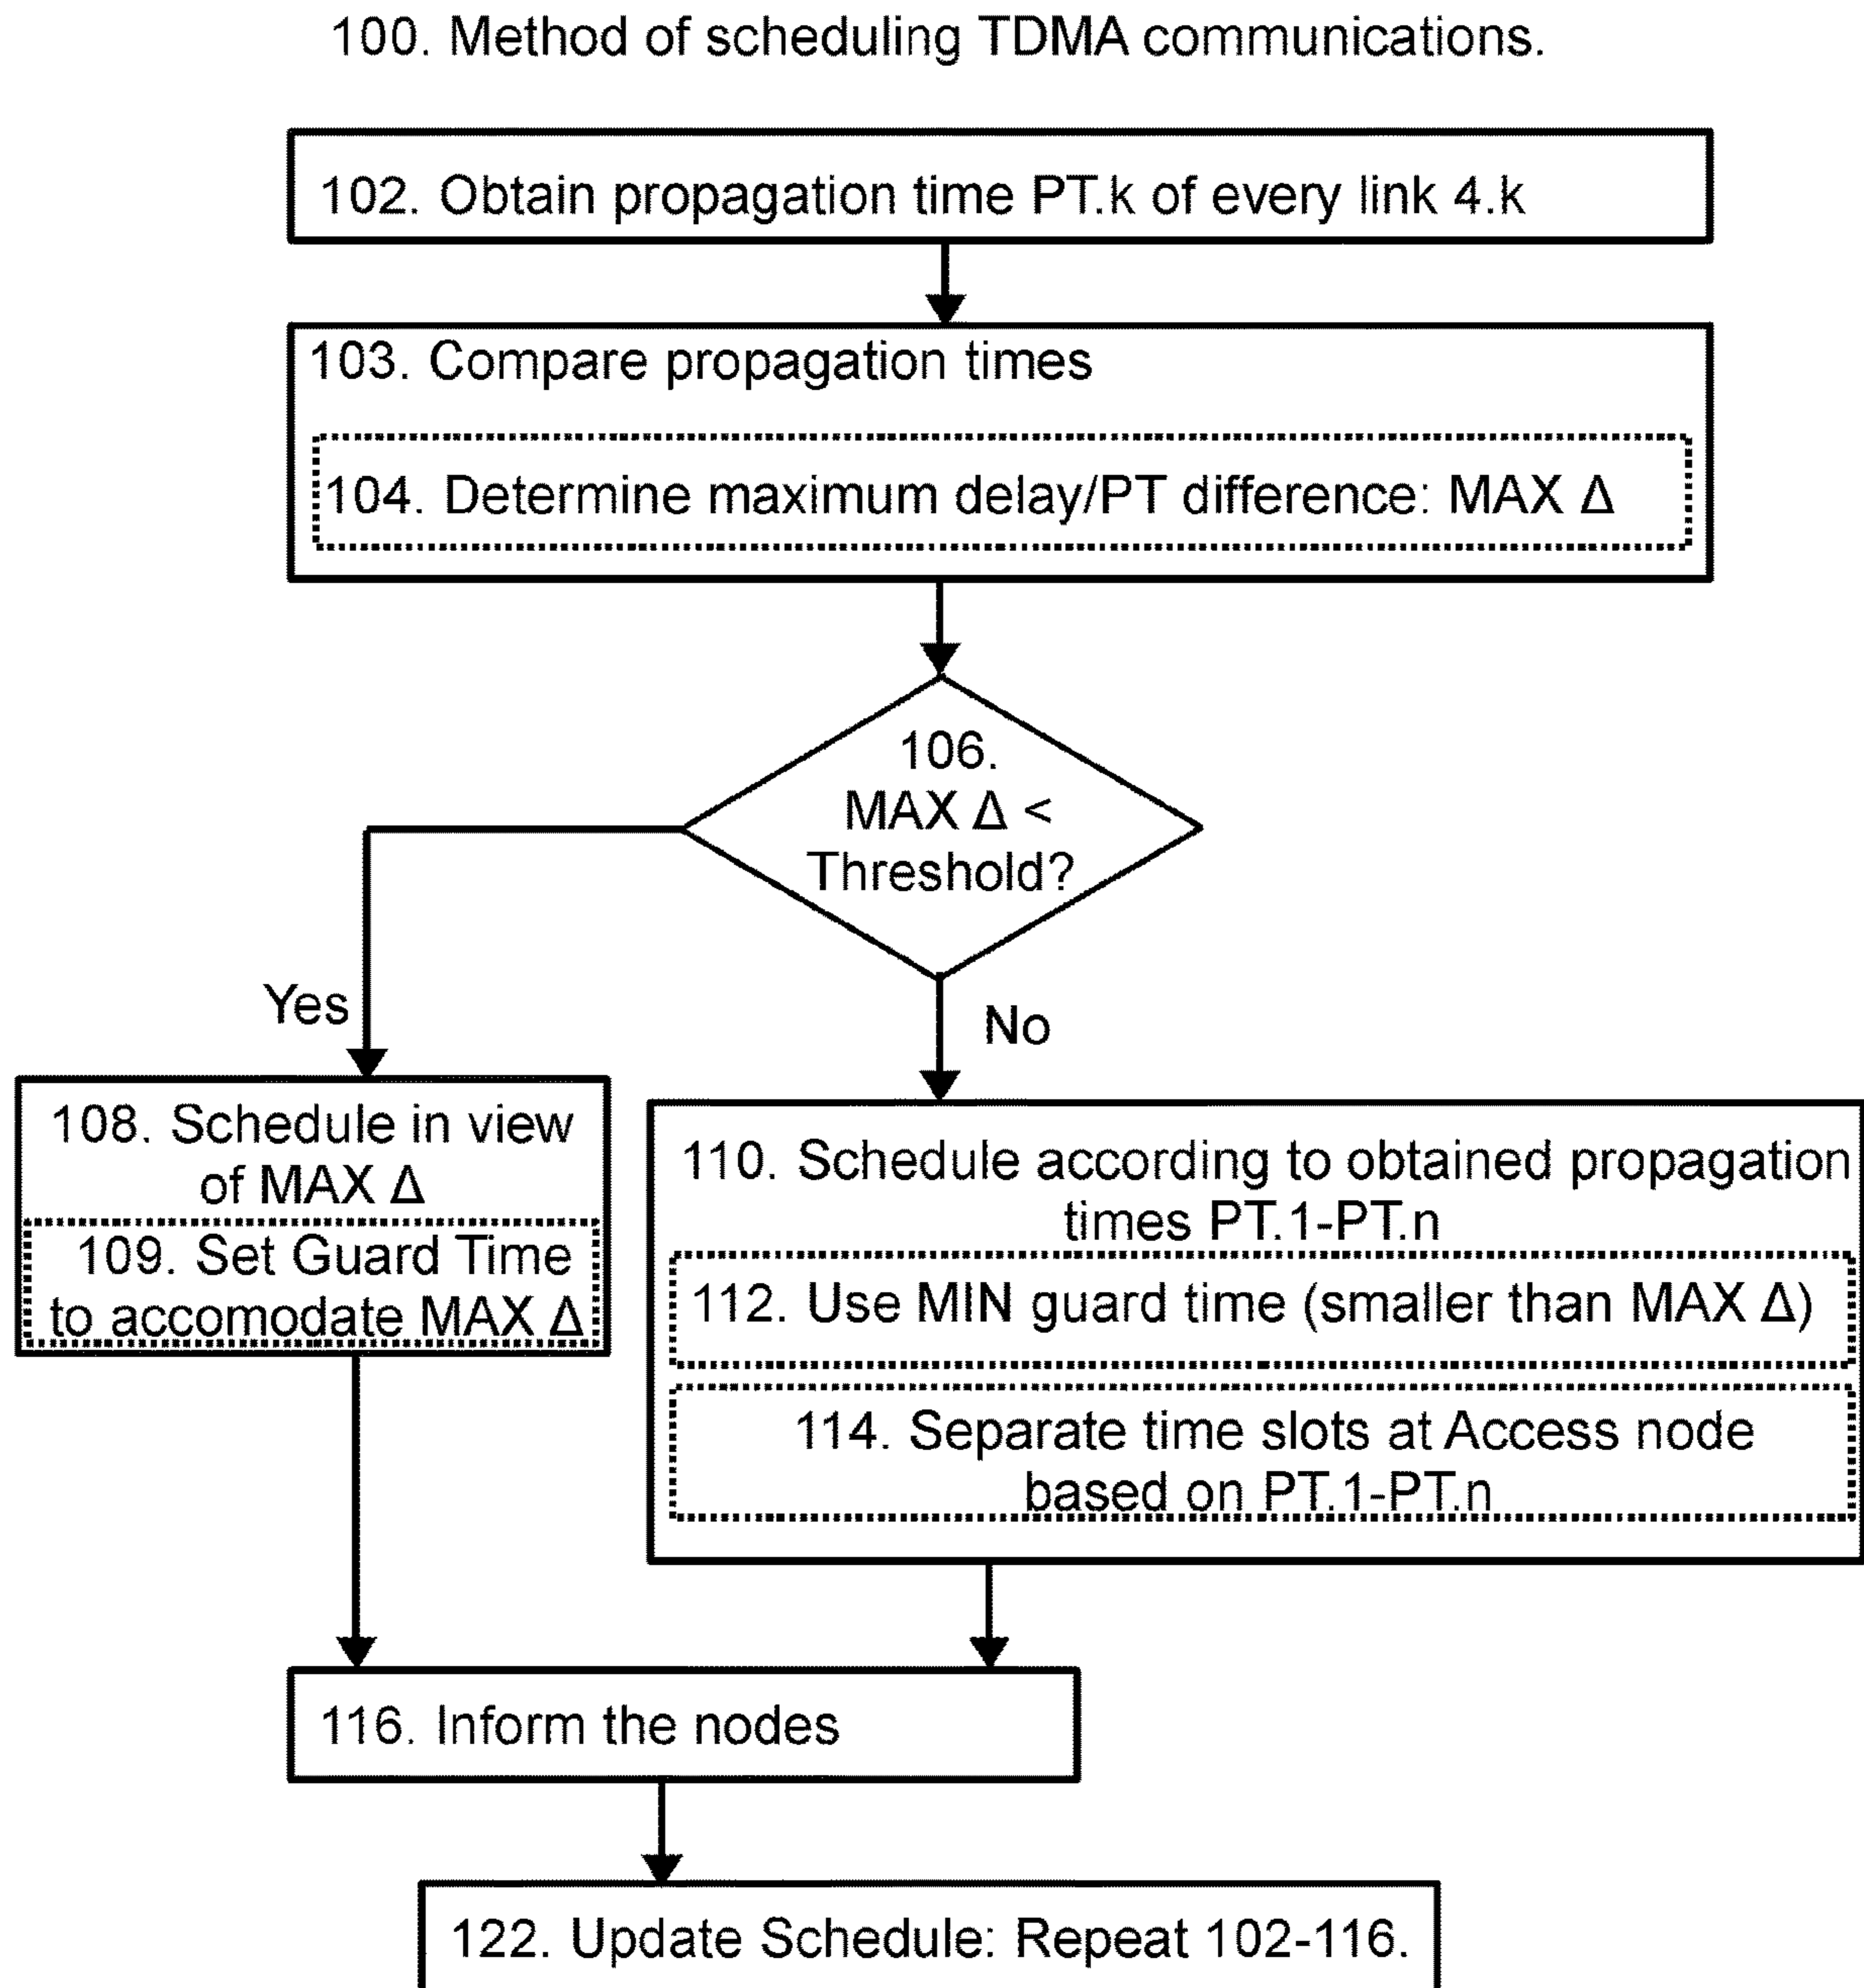 100. Method of scheduling TDMA communications.
102. Obtain propagation time PT.k of every link 4.k
103. Compare propagation times
104. Determine maximum delay/PT difference: MAX Δ
106.
MAX Δ <
Threshold?
Yes
No
108. Schedule in view
of MAX Δ
109. Set Guard Time
to accomodate MAX Δ
110. Schedule according to obtained propagation
times PT.1-PT.n
112. Use MIN guard time (smaller than MAX Δ)
114. Separate time slots at Access node
based on PT.1-PT.n
116. Inform the nodes
122. Update Schedule: Repeat 102-116.